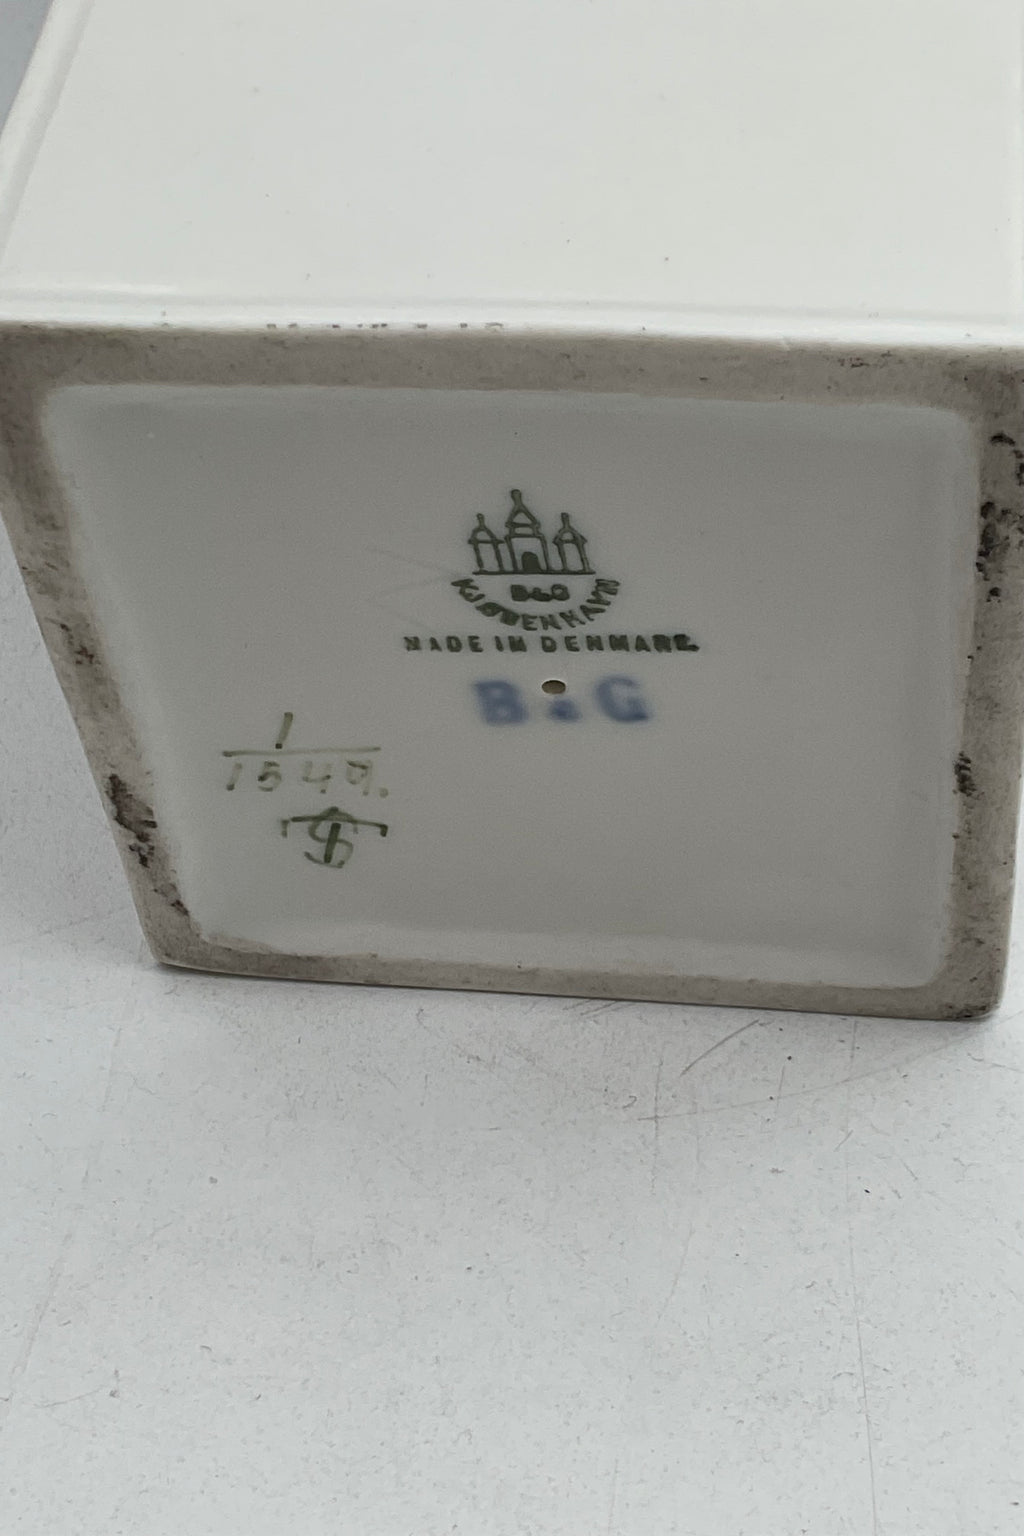 B&G
KJØBENHAVN
MADE IN DENMARK
B&G
1
1549.